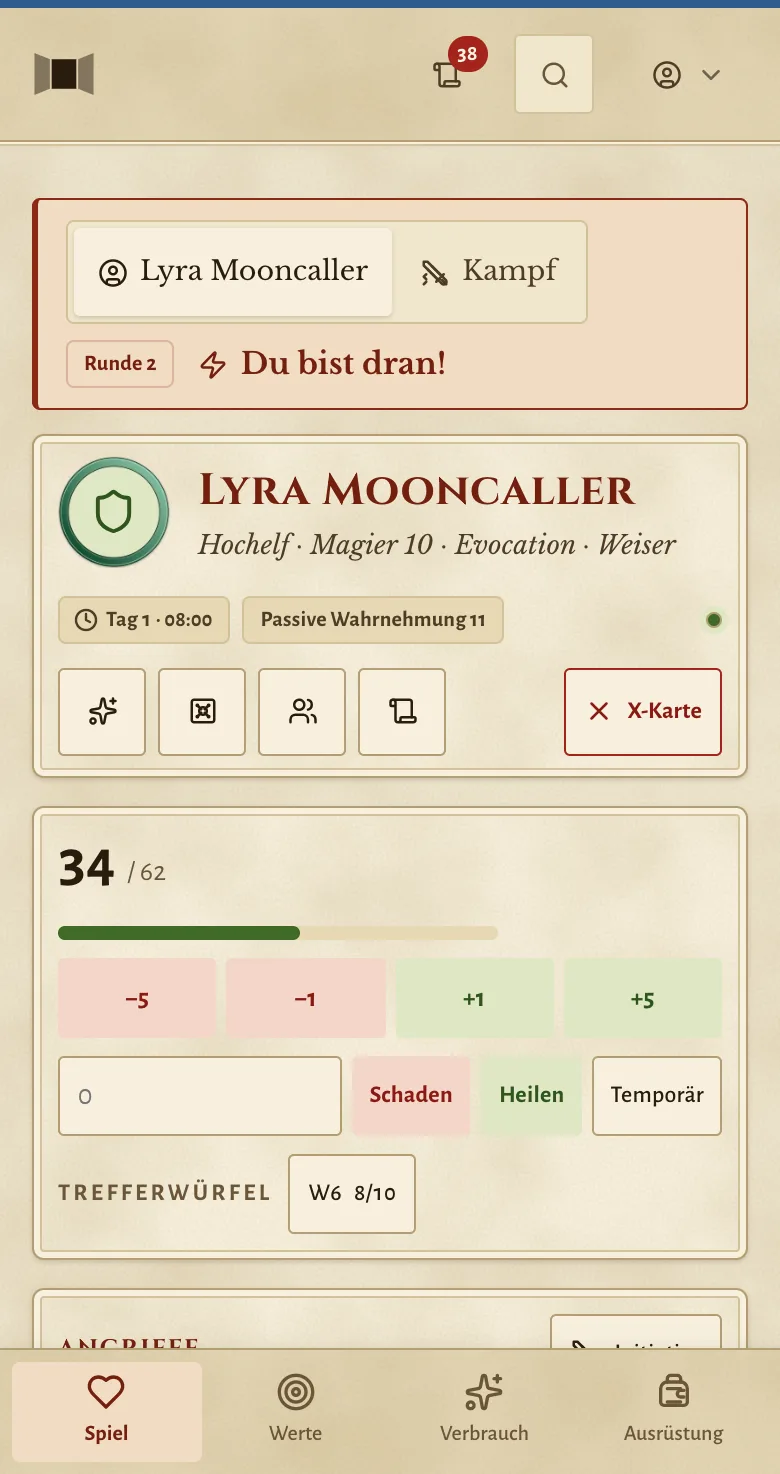 38
Lyra Mooncaller Kampf
Runde 2 Du bist dran!
Lyra Mooncaller
Hochelf · Magier 10 · Evocation · Weiser
Tag 1 · 08:00 Passive Wahrnehmung 11
X-Karte
34 / 62
−5 −1 +1 +5
0 Schaden Heilen Temporär
TREFFERWÜRFEL W6 8/10
Spiel Werte Verbrauch Ausrüstung